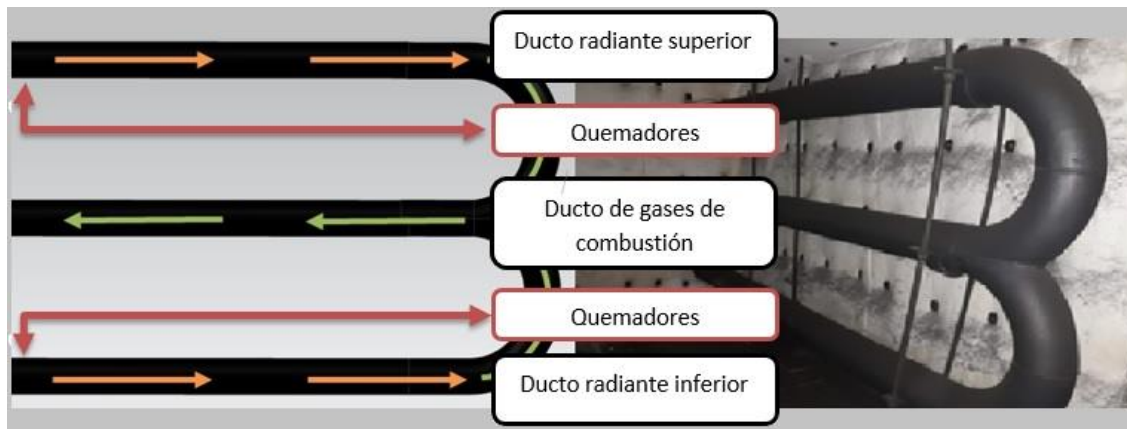 Ducto radiante superior
Quemadores
Ducto de gases de
combustión
Quemadores
Ducto radiante inferior